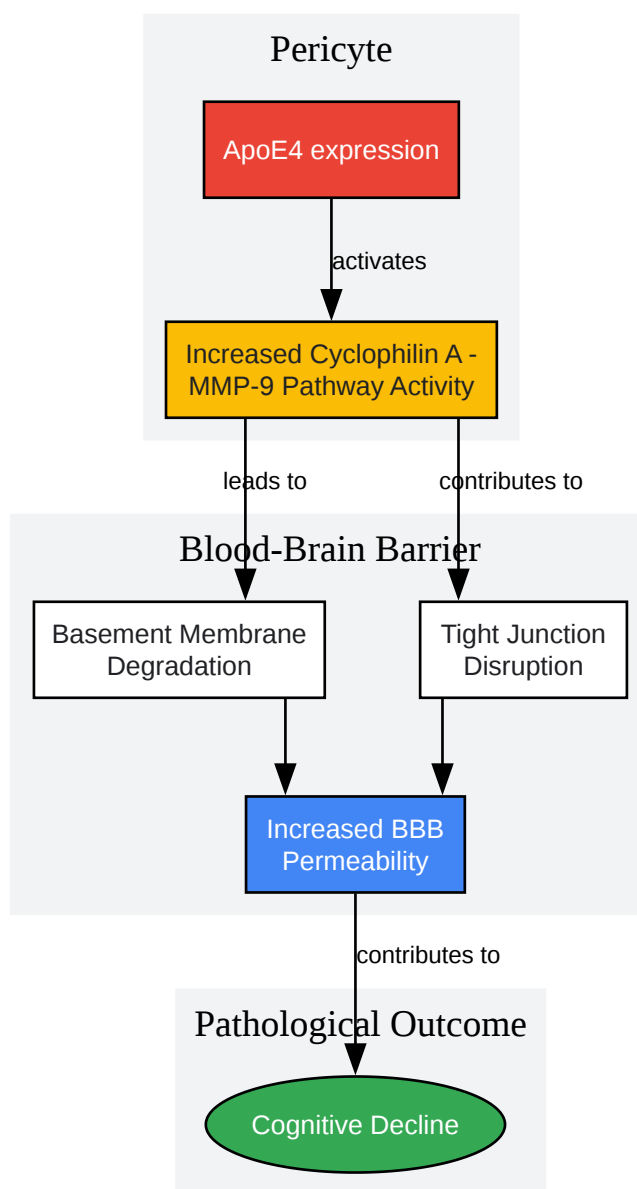 Pericyte
ApoE4 expression
activates
Increased Cyclophilin A -
MMP-9 Pathway Activity
leads to
contributes to
Blood-Brain Barrier
Basement Membrane
Degradation
Tight Junction
Disruption
Increased BBB
Permeability
contributes to
Pathological Outcome
Cognitive Decline